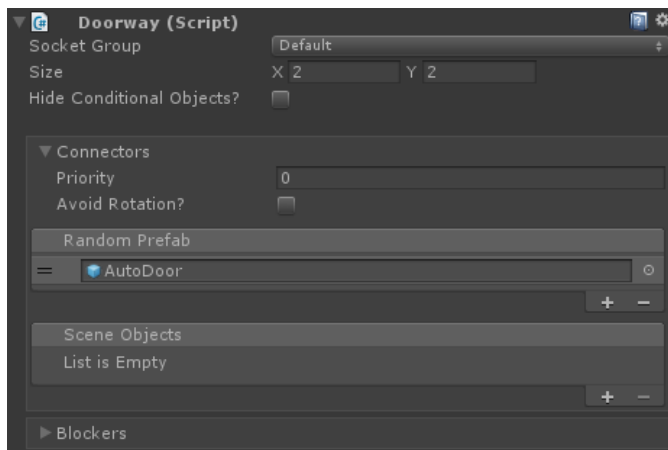 Doorway (Script)
Socket Group Default
Size X 2 Y 2
Hide Conditional Objects?
Connectors
Priority 0
Avoid Rotation?
Random Prefab
AutoDoor
Scene Objects
List is Empty
Blockers